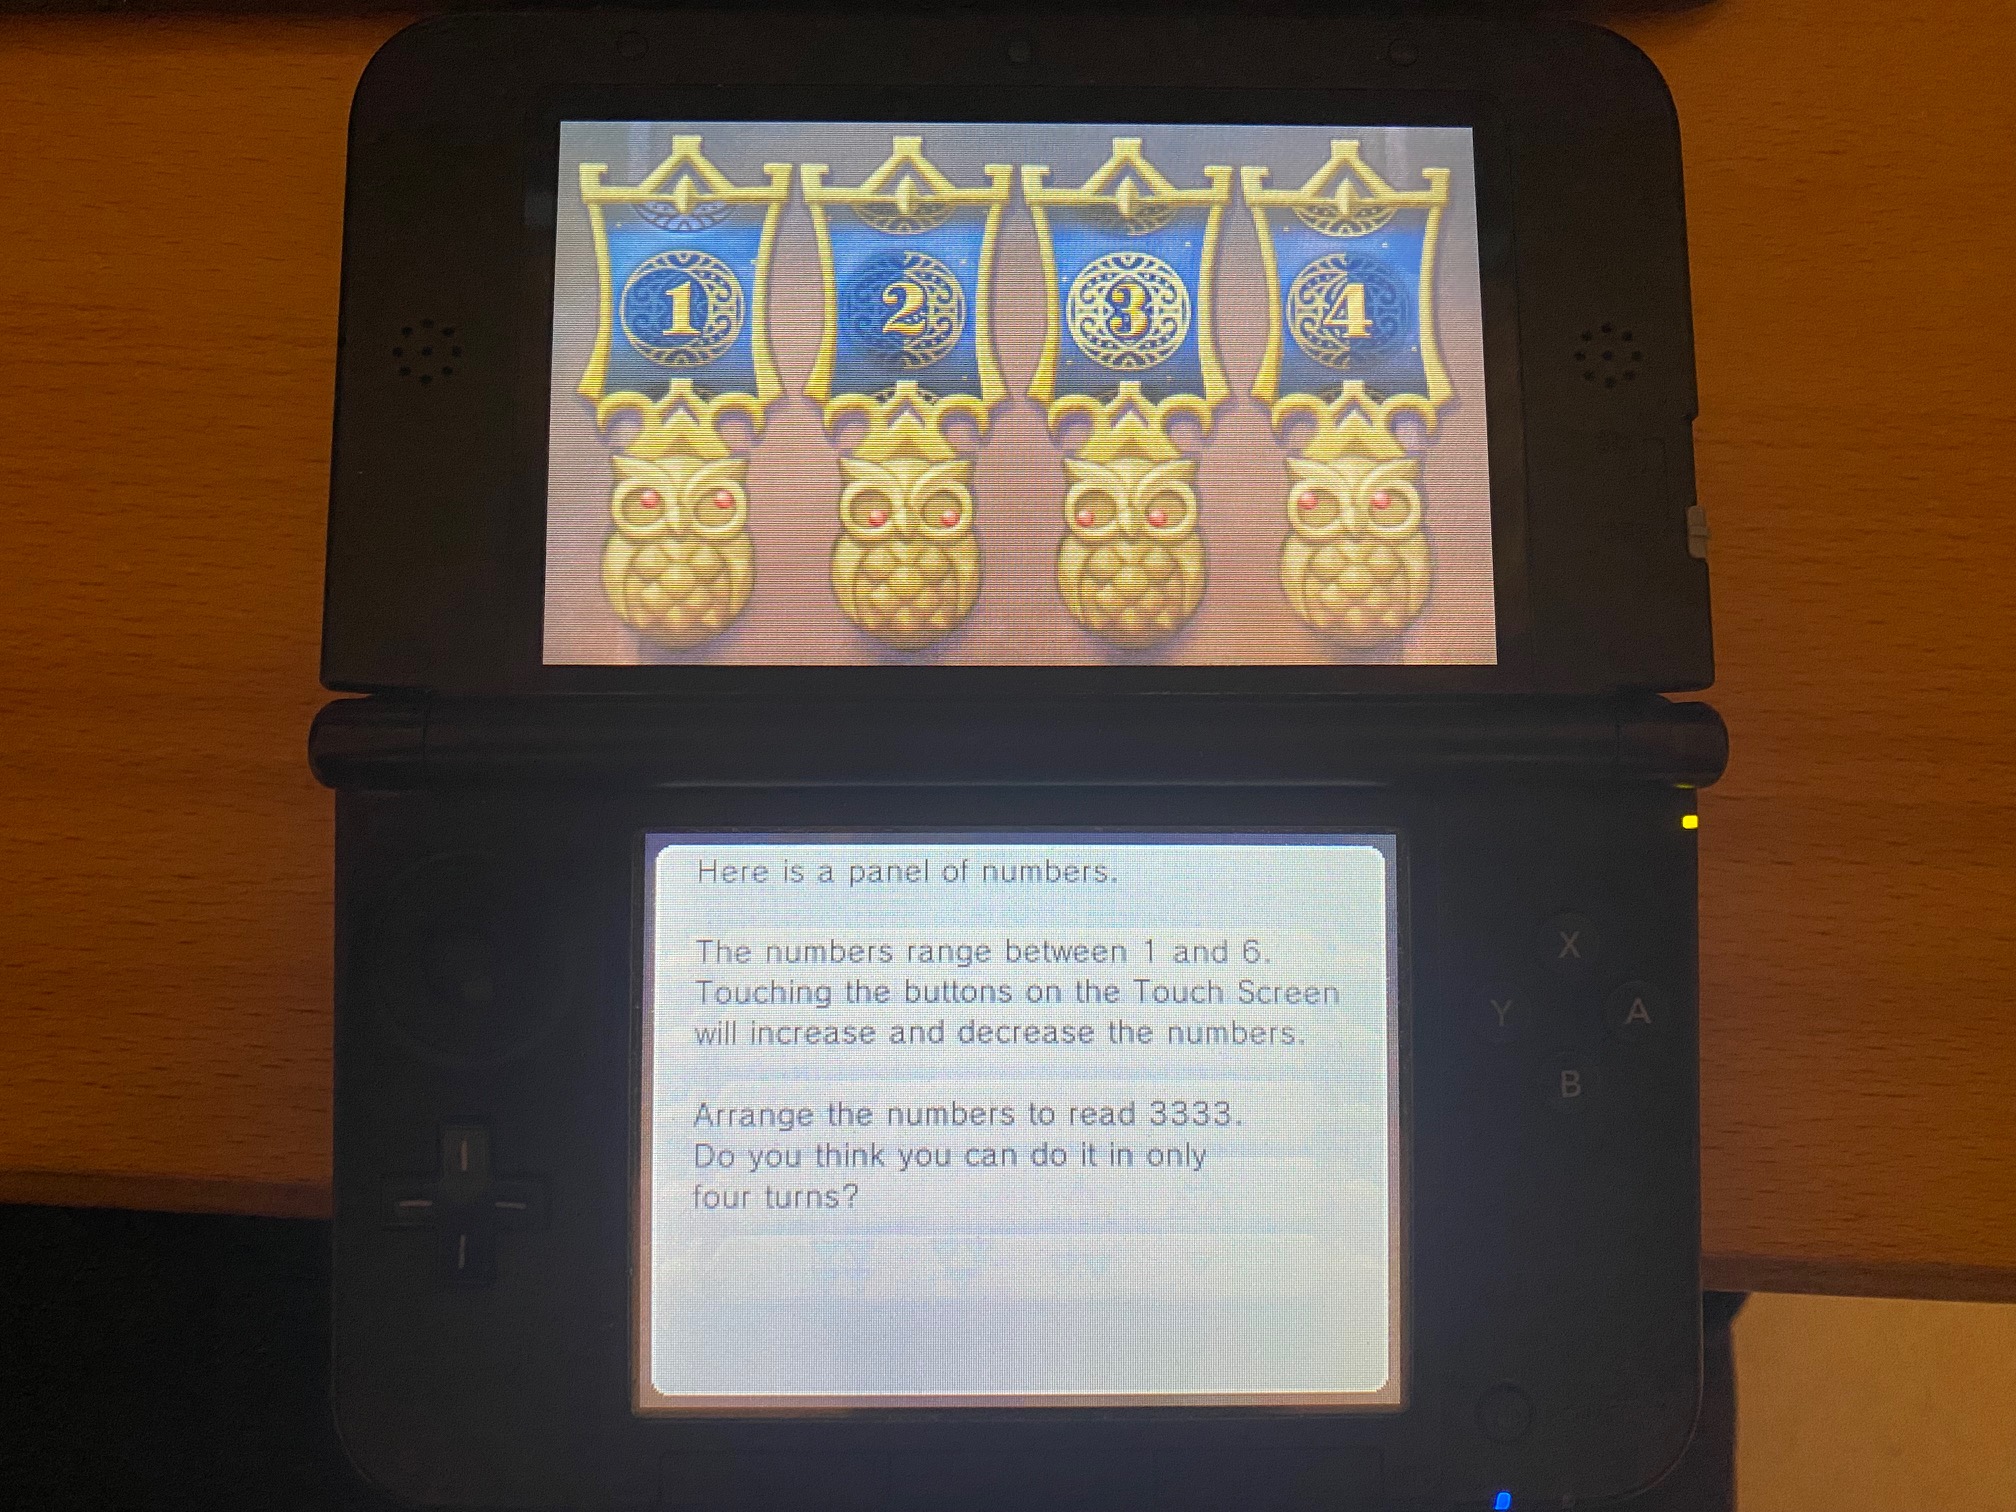 1 2 3 4
Here is a panel of numbers.
The numbers range between 1 and 6.
Touching the buttons on the Touch Screen
will increase and decrease the numbers.
Arrange the numbers to read 3333.
Do you think you can do it in only
four turns?
X
Y A
B